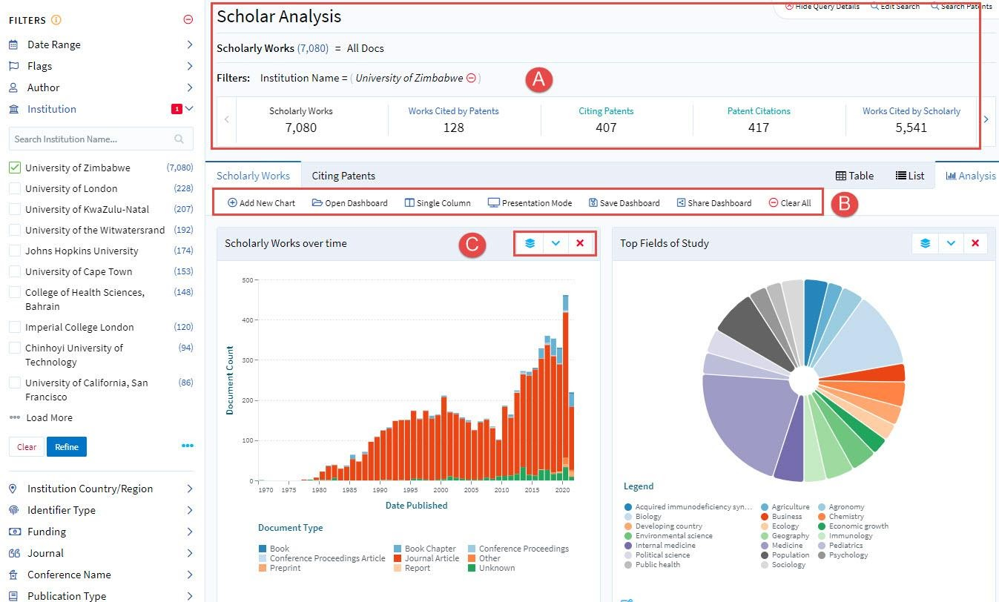 FILTERS
Date Range
Flags
Author
Institution 1
Search Institution Name...
University of Zimbabwe (7,080)
University of London (228)
University of KwaZulu-Natal (207)
University of the Witwatersrand (192)
Johns Hopkins University (174)
University of Cape Town (153)
College of Health Sciences, (148)
Bahrain
Imperial College London (120)
Chinhoyi University of (94)
Technology
University of California, San (86)
Francisco
Load More
Clear Refine
Institution Country/Region
Identifier Type
Funding
Journal
Conference Name
Publication Type
Hide Query Details Edit Search Search Patents
Scholar Analysis
Scholarly Works (7,080) = All Docs
Filters: Institution Name = ( University of Zimbabwe )
A
Scholarly Works Works Cited by Patents Citing Patents Patent Citations Works Cited by Scholarly
7,080 128 407 417 5,541
Scholarly Works Citing Patents Table List Analysis
Add New Chart Open Dashboard Single Column Presentation Mode Save Dashboard Share Dashboard Clear All
B
Scholarly Works over time
C
500
400
300
200
100
0
Document Count
1970 1975 1980 1985 1990 1995 2000 2005 2010 2015 2020
Date Published
Document Type
Book Book Chapter Conference Proceedings
Conference Proceedings Article Journal Article Other
Preprint Report Unknown
Top Fields of Study
Legend
Acquired immunodeficiency syn... Agriculture Agronomy
Biology Business Chemistry
Developing country Ecology Economic growth
Environmental science Geography Immunology
Internal medicine Medicine Pediatrics
Political science Population Psychology
Public health Sociology